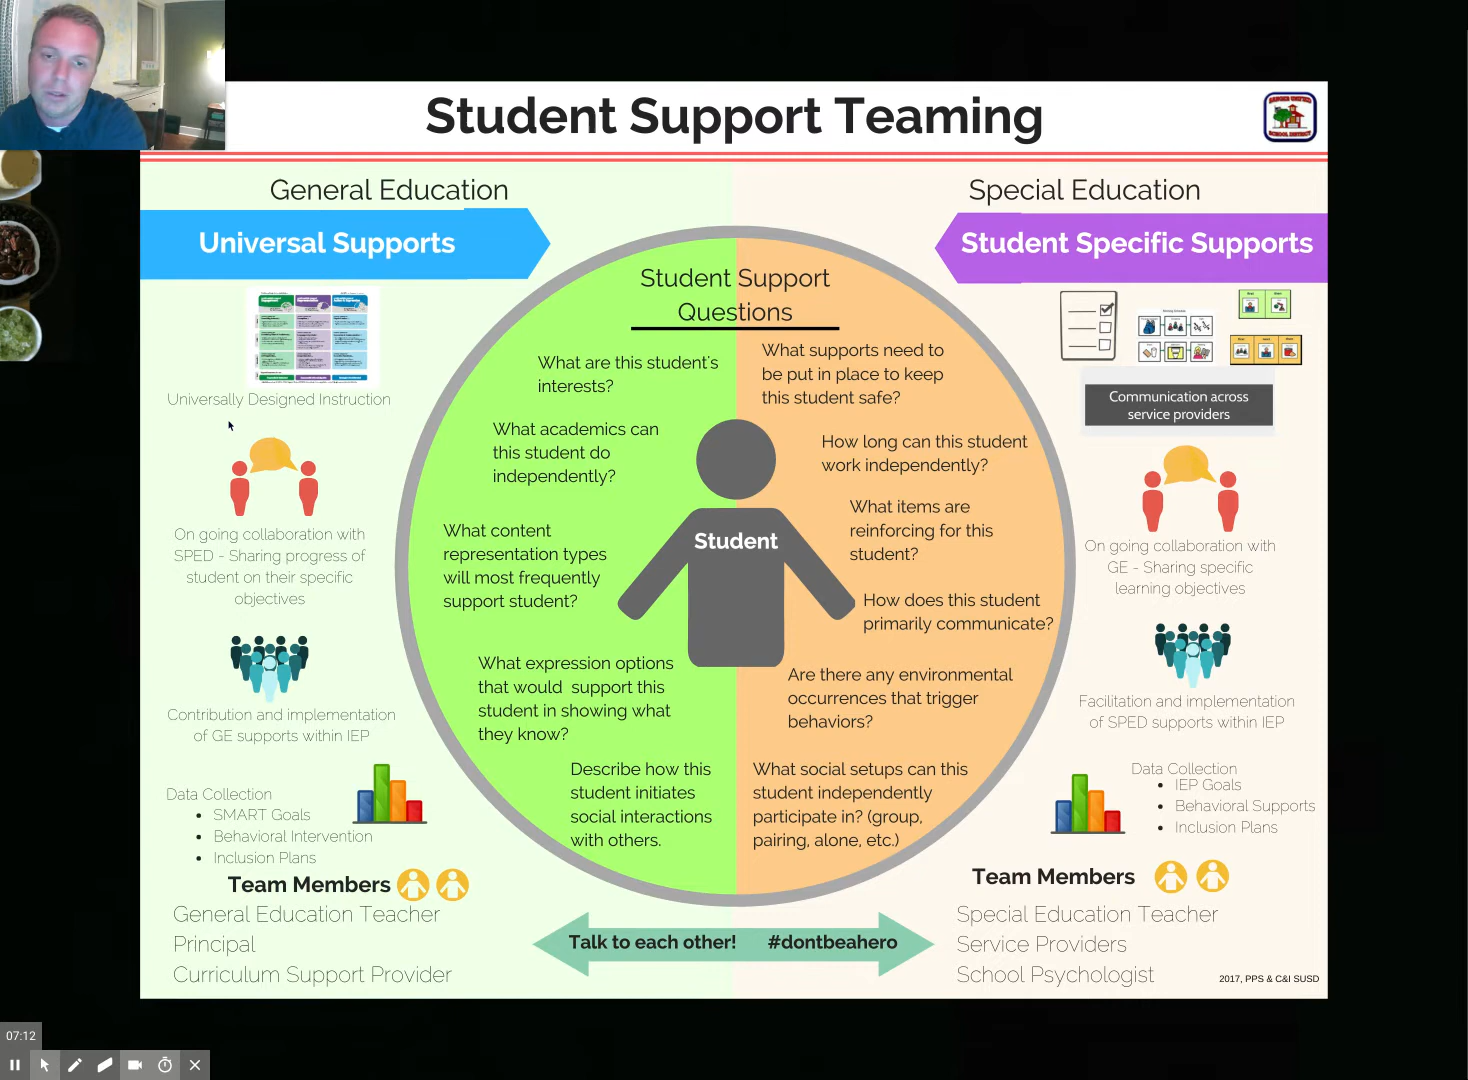 Student Support Teaming
SANGER UNITED
SCHOOL DISTRICT
General Education
Universal Supports
Universally Designed Instruction
On going collaboration with
SPED - Sharing progress of
student on their specific
objectives
Contribution and implementation
of GE supports within IEP
Data Collection
• SMART Goals
• Behavioral Intervention
• Inclusion Plans
Team Members
General Education Teacher
Principal
Curriculum Support Provider
Student Support
Questions
What are this student's
interests?
What academics can
this student do
independently?
What content
representation types
will most frequently
support student?
What expression options
that would support this
student in showing what
they know?
Describe how this
student initiates
social interactions
with others.
Student
What supports need to
be put in place to keep
this student safe?
How long can this student
work independently?
What items are
reinforcing for this
student?
How does this student
primarily communicate?
Are there any environmental
occurrences that trigger
behaviors?
What social setups can this
student independently
participate in? (group,
pairing, alone, etc.)
Talk to each other! #dontbeahero
Special Education
Student Specific Supports
Communication across
service providers
On going collaboration with
GE - Sharing specific
learning objectives
Facilitation and implementation
of SPED supports within IEP
Data Collection
• IEP Goals
• Behavioral Supports
• Inclusion Plans
Team Members
Special Education Teacher
Service Providers
School Psychologist
2017, PPS & C&I SUSD
07:12